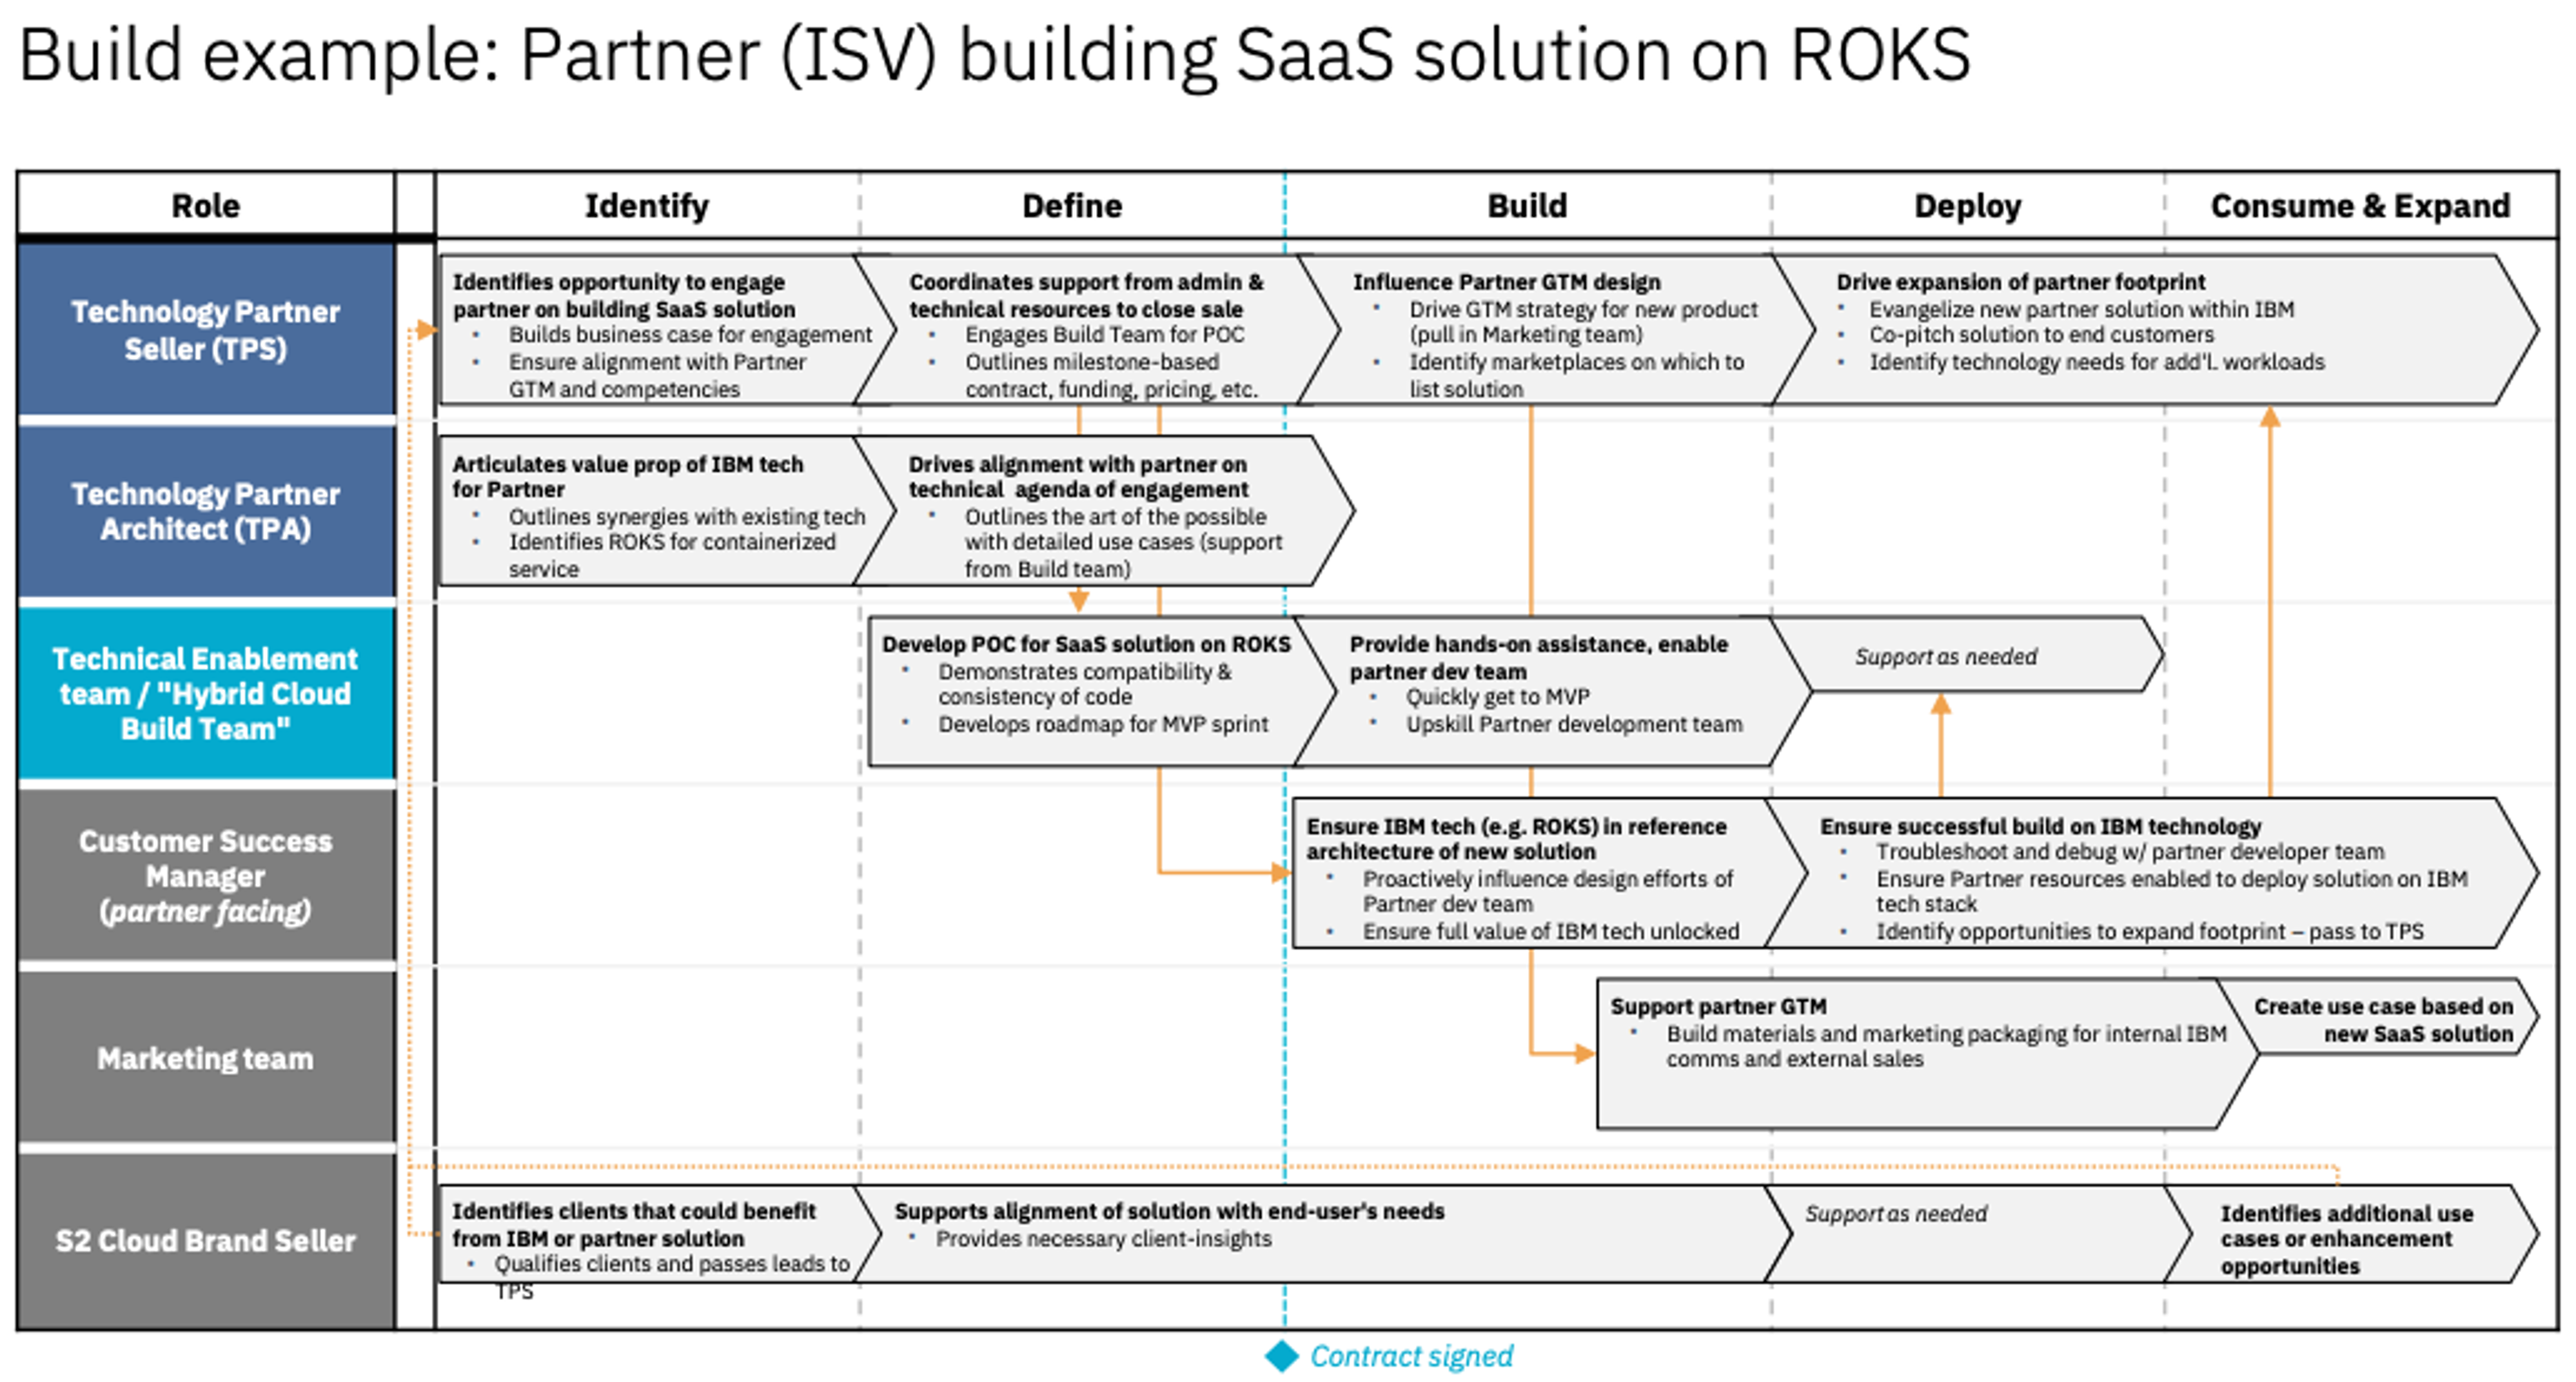 Build example: Partner (ISV) building SaaS solution on ROKS
Role
Identify
Define
Build
Deploy
Consume & Expand
Technology Partner
Seller (TPS)
Identifies opportunity to engage
partner on building SaaS solution
Builds business case for engagement
Ensure alignment with Partner
GTM and competencies
Coordinates support from admin &
technical resources to close sale
Engages Build Team for POC
Outlines milestone-based
contract, funding, pricing, etc.
Influence Partner GTM design
Drive GTM strategy for new product
(pull in Marketing team)
Identify marketplaces on which to
list solution
Drive expansion of partner footprint
Evangelize new partner solution within IBM
Co-pitch solution to end customers
Identify technology needs for add'l. workloads
Technology Partner
Architect (TPA)
Articulates value prop of IBM tech
for Partner
Outlines synergies with existing tech
Identifies ROKS for containerized
service
Drives alignment with partner on
technical agenda of engagement
Outlines the art of the possible
with detailed use cases (support
from Build team)
Technical Enablement
team / "Hybrid Cloud
Build Team"
Develop POC for SaaS solution on ROKS
Demonstrates compatibility &
consistency of code
Develops roadmap for MVP sprint
Provide hands-on assistance, enable
partner dev team
Quickly get to MVP
Upskill Partner development team
Support as needed
Customer Success
Manager
(partner facing)
Ensure IBM tech (e.g. ROKS) in reference
architecture of new solution
Proactively influence design efforts of
Partner dev team
Ensure full value of IBM tech unlocked
Ensure successful build on IBM technology
Troubleshoot and debug w/ partner developer team
Ensure Partner resources enabled to deploy solution on IBM
tech stack
Identify opportunities to expand footprint – pass to TPS
Marketing team
Support partner GTM
Build materials and marketing packaging for internal IBM
comms and external sales
Create use case based on
new SaaS solution
S2 Cloud Brand Seller
Identifies clients that could benefit
from IBM or partner solution
Qualifies clients and passes leads to
TPS
Supports alignment of solution with end-user's needs
Provides necessary client-insights
Support as needed
Identifies additional use
cases or enhancement
opportunities
Contract signed